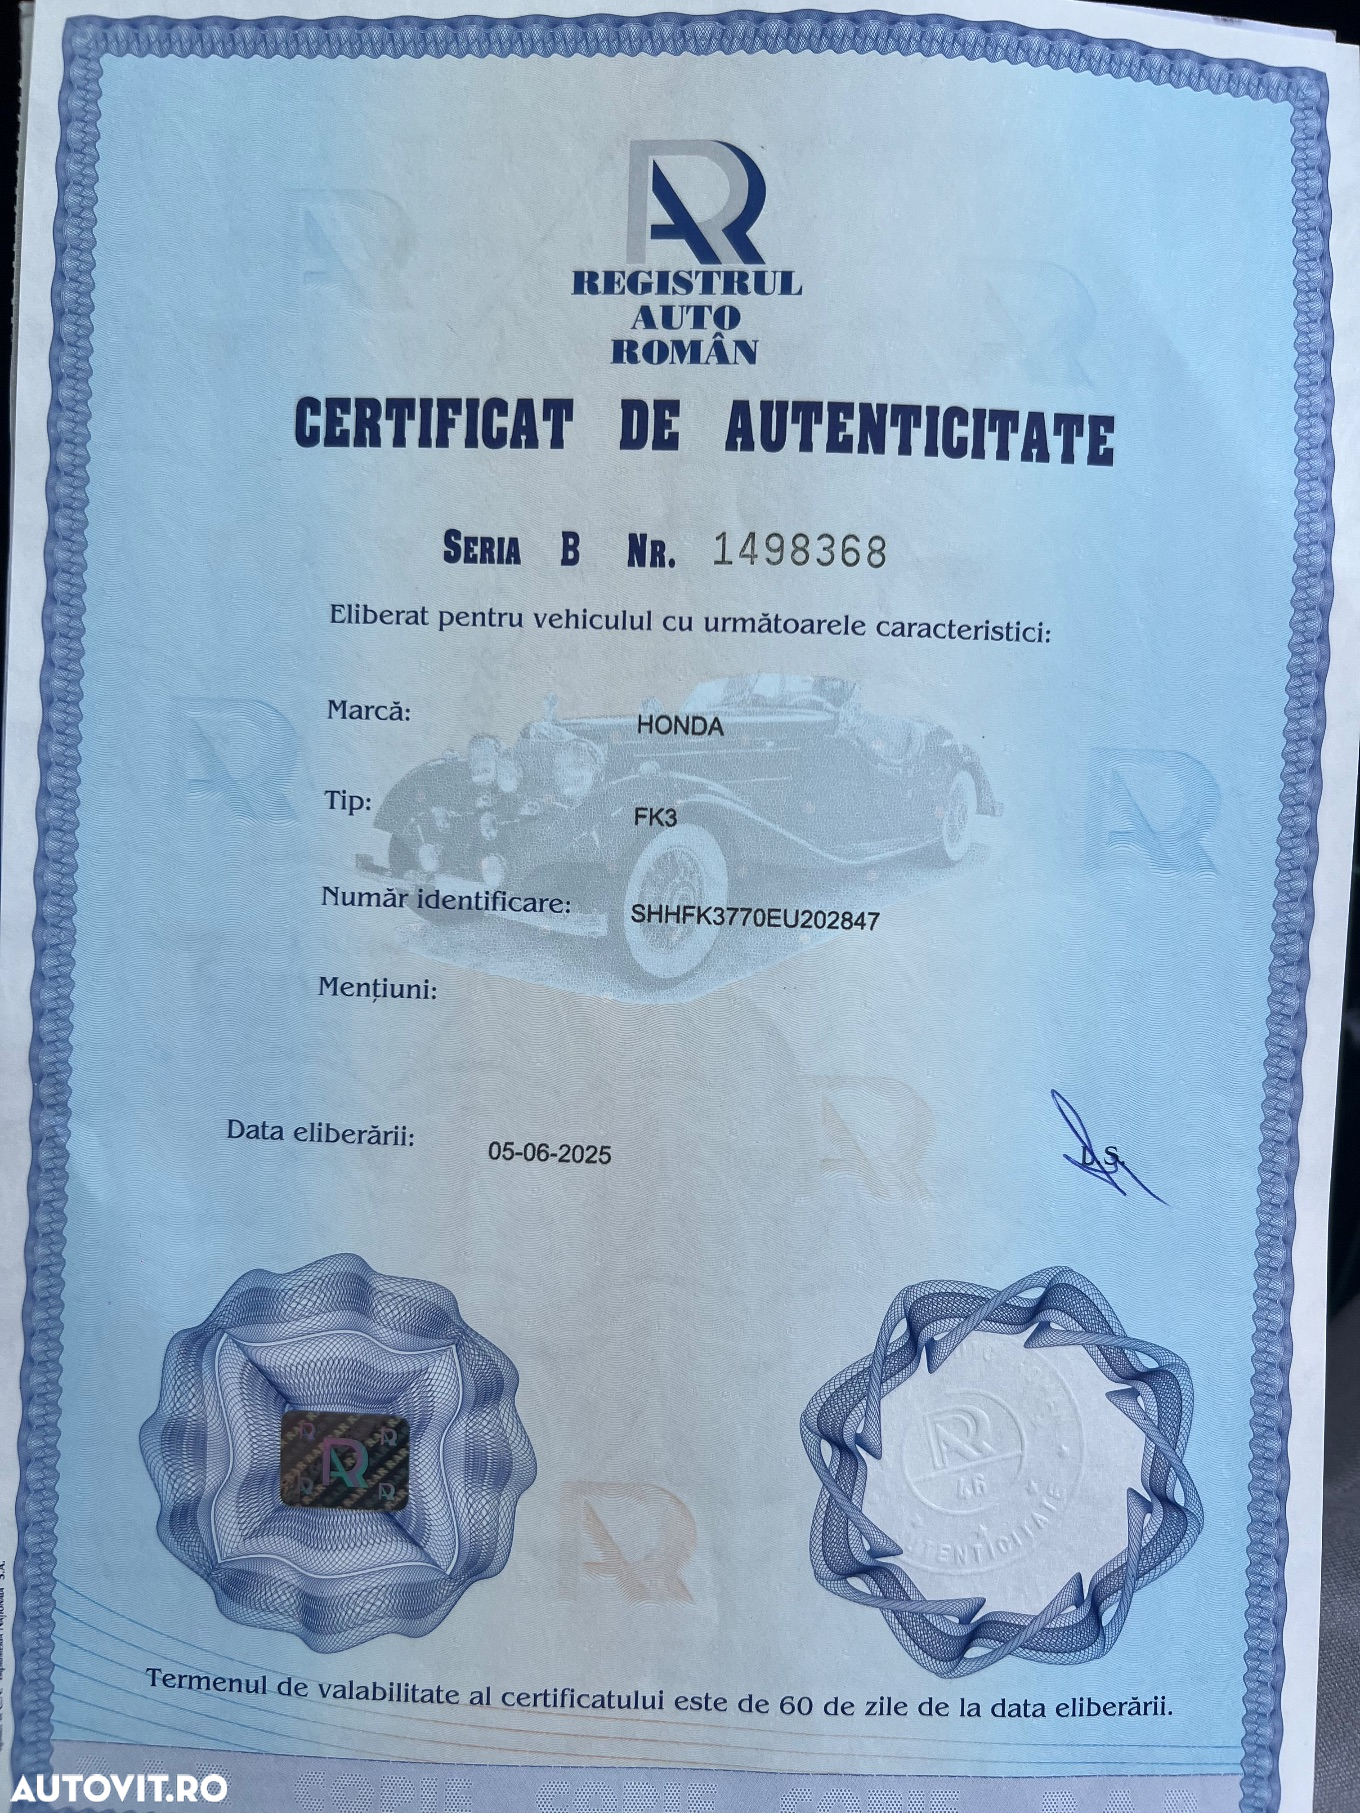 REGISTRUL
AUTO
ROMÂN
CERTIFICAT DE AUTENTICITATE
SERIA B NR. 1498368
Eliberat pentru vehiculul cu următoarele caracteristici:
Marcă: HONDA
Tip: FK3
Număr identificare: SHHFK3770EU202847
Mențiuni:
Data eliberării: 05-06-2025
D.S.
46
AUTENTICITATE
Termenul de valabilitate al certificatului este de 60 de zile de la data eliberării.
AUTOVIT.RO